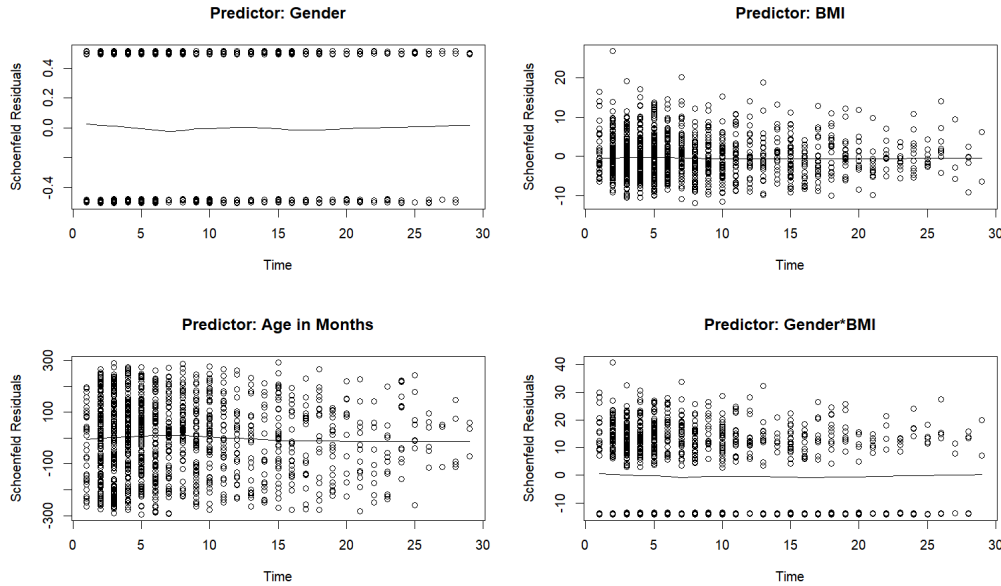 Predictor: Gender
Schoenfeld Residuals
0.4
0.0
-0.4
0 5 10 15 20 25 30
Time
Predictor: BMI
Schoenfeld Residuals
20
10
0
-10
0 5 10 15 20 25 30
Time
Predictor: Age in Months
Schoenfeld Residuals
300
100
-100
-300
0 5 10 15 20 25 30
Time
Predictor: Gender*BMI
Schoenfeld Residuals
40
30
20
10
0
-10
0 5 10 15 20 25 30
Time